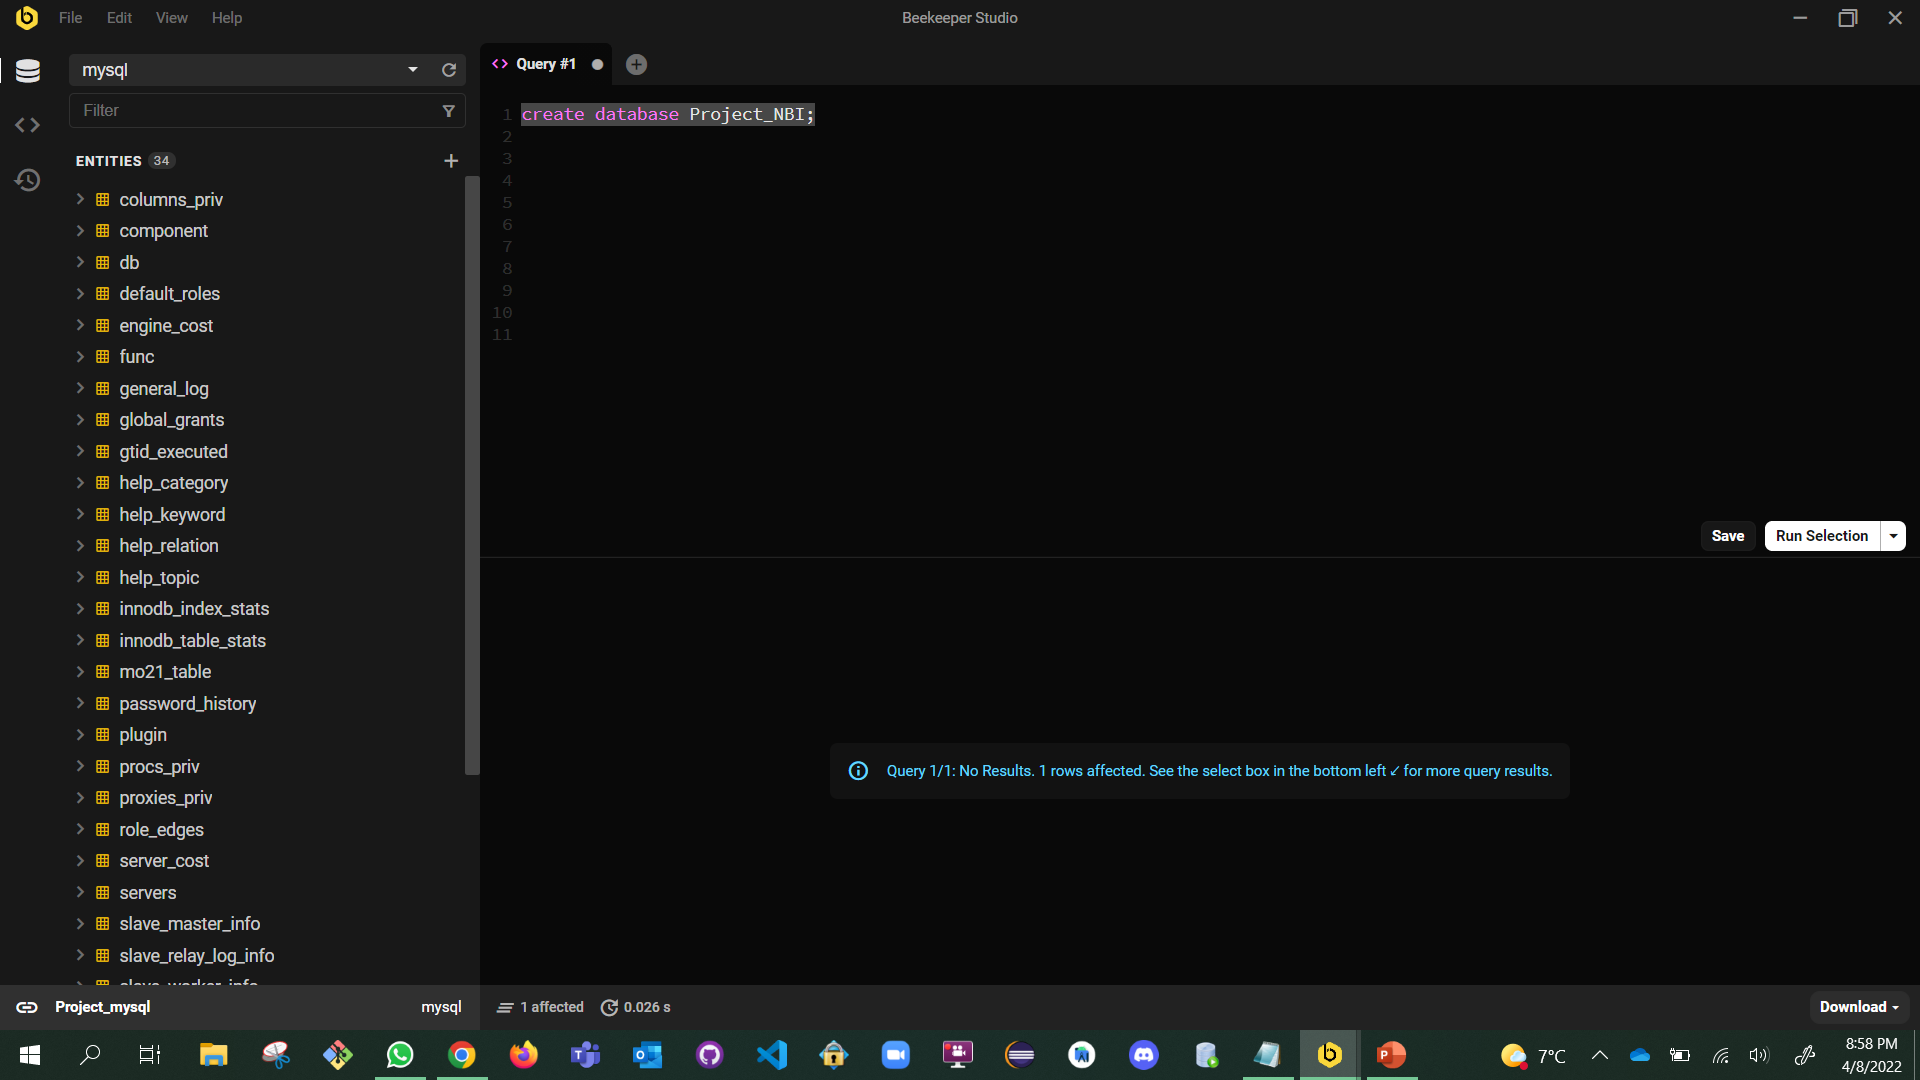 File Edit View Help
Beekeeper Studio
mysql
Filter
ENTITIES 34
columns_priv
component
db
default_roles
engine_cost
func
general_log
global_grants
gtid_executed
help_category
help_keyword
help_relation
help_topic
innodb_index_stats
innodb_table_stats
mo21_table
password_history
plugin
procs_priv
proxies_priv
role_edges
server_cost
servers
slave_master_info
slave_relay_log_info
slave_worker_info
Query #1
1 create database Project_NBI;
2
3
4
5
6
7
8
9
10
11
Save
Run Selection
Query 1/1: No Results. 1 rows affected. See the select box in the bottom left ↙ for more query results.
Project_mysql
mysql
1 affected
0.026 s
Download
7°C
8:58 PM
4/8/2022